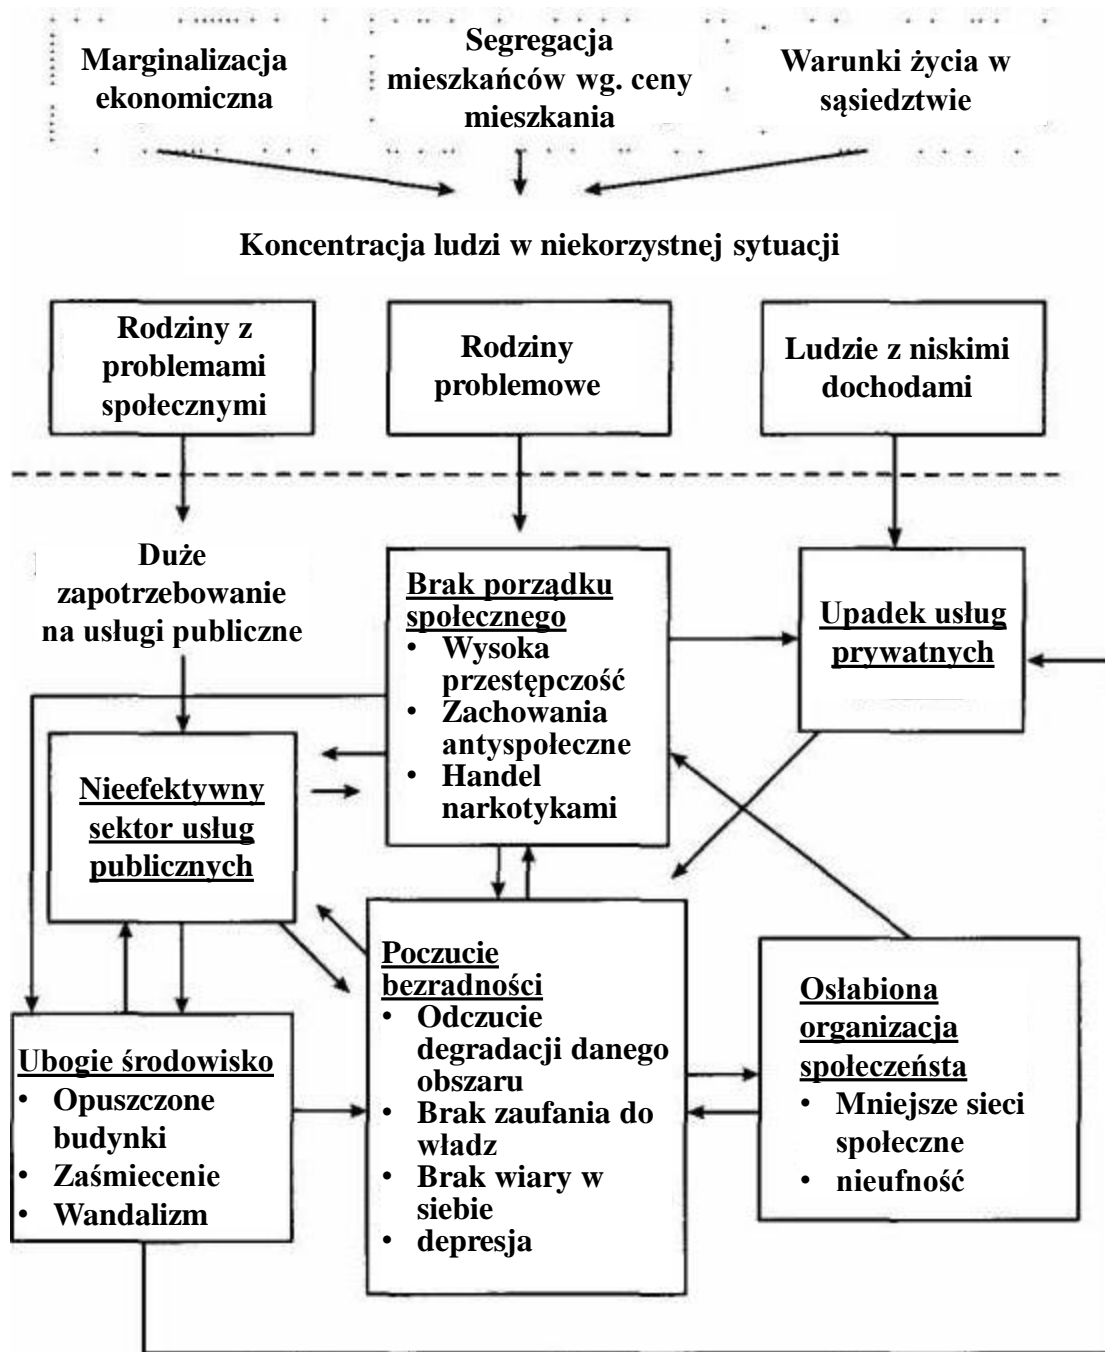 Marginalizacja
ekonomiczna
Segregacja
mieszkańców wg. ceny
mieszkania
Warunki życia w
sąsiedztwie
Koncentracja ludzi w niekorzystnej sytuacji
Rodziny z
problemami
społecznymi
Rodziny
problemowe
Ludzie z niskimi
dochodami
Duże
zapotrzebowanie
na usługi publiczne
Brak porządku
społecznego
• Wysoka
przestępczość
• Zachowania
antyspołeczne
• Handel
narkotykami
Upadek usług
prywatnych
Nieefektywny
sektor usług
publicznych
Poczucie
bezradności
• Odczucie
degradacji danego
obszaru
• Brak zaufania do
władz
• Brak wiary w
siebie
• depresja
Osłabiona
organizacja
społeczeństa
• Mniejsze sieci
społeczne
• nieufność
Ubogie środowisko
• Opuszczone
budynki
• Zaśmiecenie
• Wandalizm